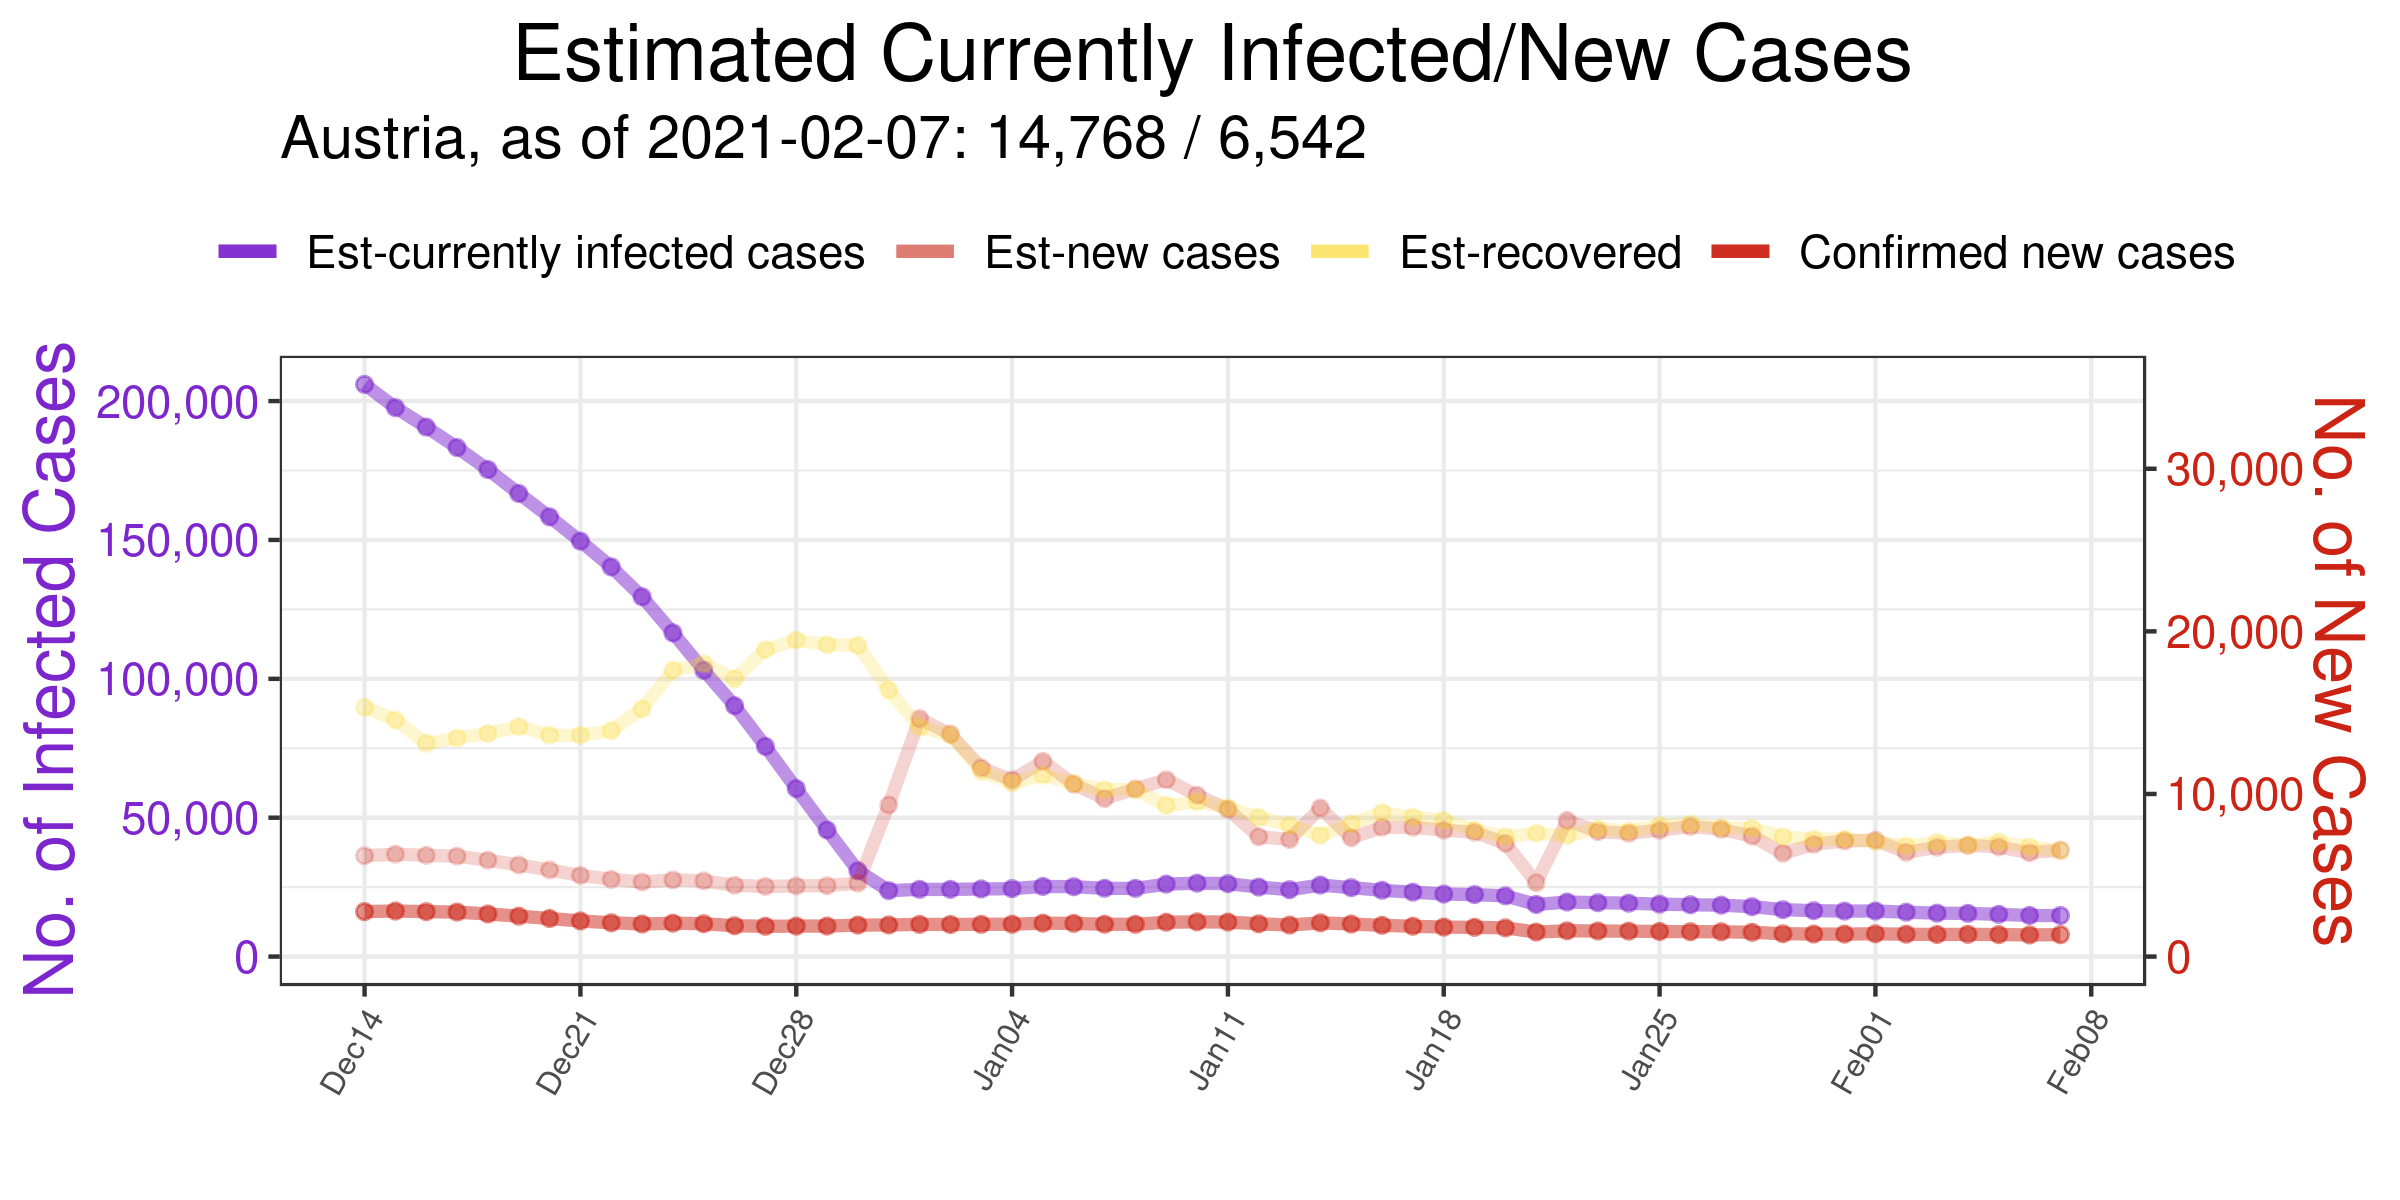 Estimated Currently Infected/New Cases
Austria, as of 2021-02-07: 14,768 / 6,542
Est-currently infected cases Est-new cases Est-recovered Confirmed new cases
No. of Infected Cases
200,000
150,000
100,000
50,000
0
30,000
20,000
10,000
0
No. of New Cases
Dec14 Dec21 Dec28 Jan04 Jan11 Jan18 Jan25 Feb01 Feb08